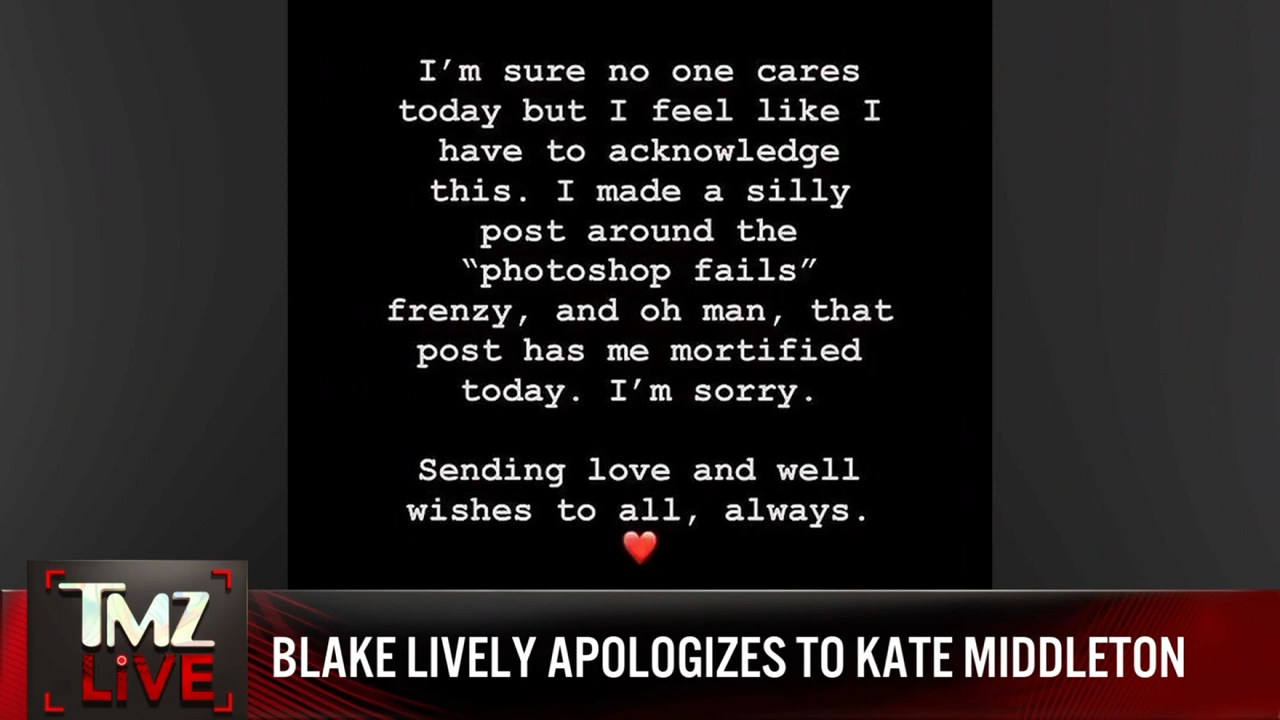 I’m sure no one cares
today but I feel like I
have to acknowledge
this. I made a silly
post around the
“photoshop fails”
frenzy, and oh man, that
post has me mortified
today. I’m sorry.
Sending love and well
wishes to all, always.
❤️
TMZ
LiVE
BLAKE LIVELY APOLOGIZES TO KATE MIDDLETON